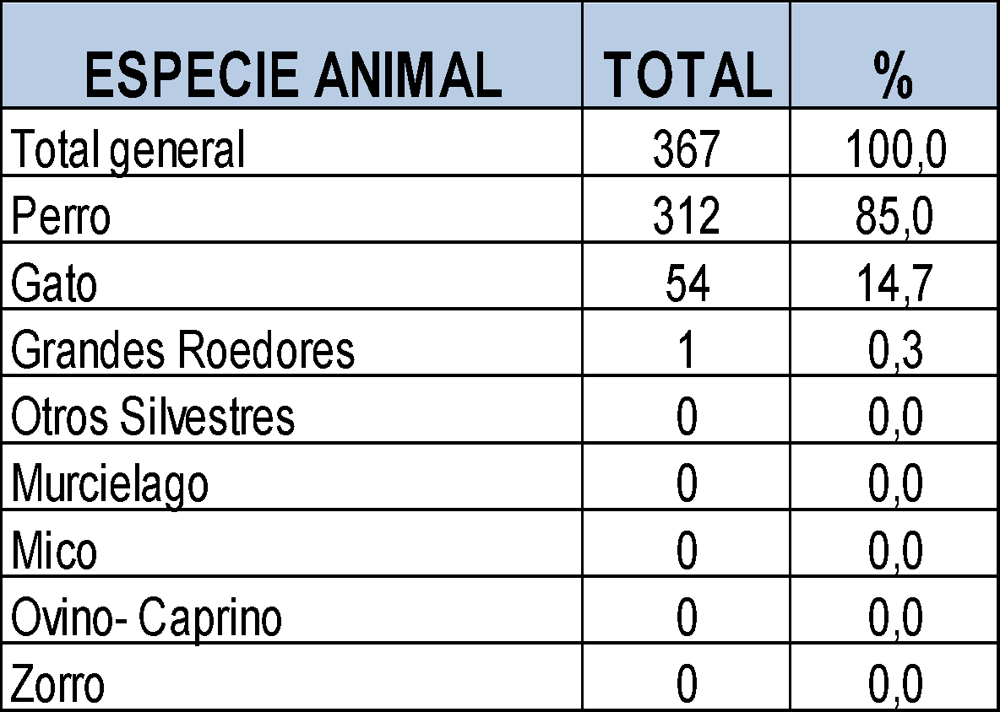 ESPECIE ANIMAL TOTAL %
Total general 367 100,0
Perro 312 85,0
Gato 54 14,7
Grandes Roedores 1 0,3
Otros Silvestres 0 0,0
Murcielago 0 0,0
Mico 0 0,0
Ovino- Caprino 0 0,0
Zorro 0 0,0